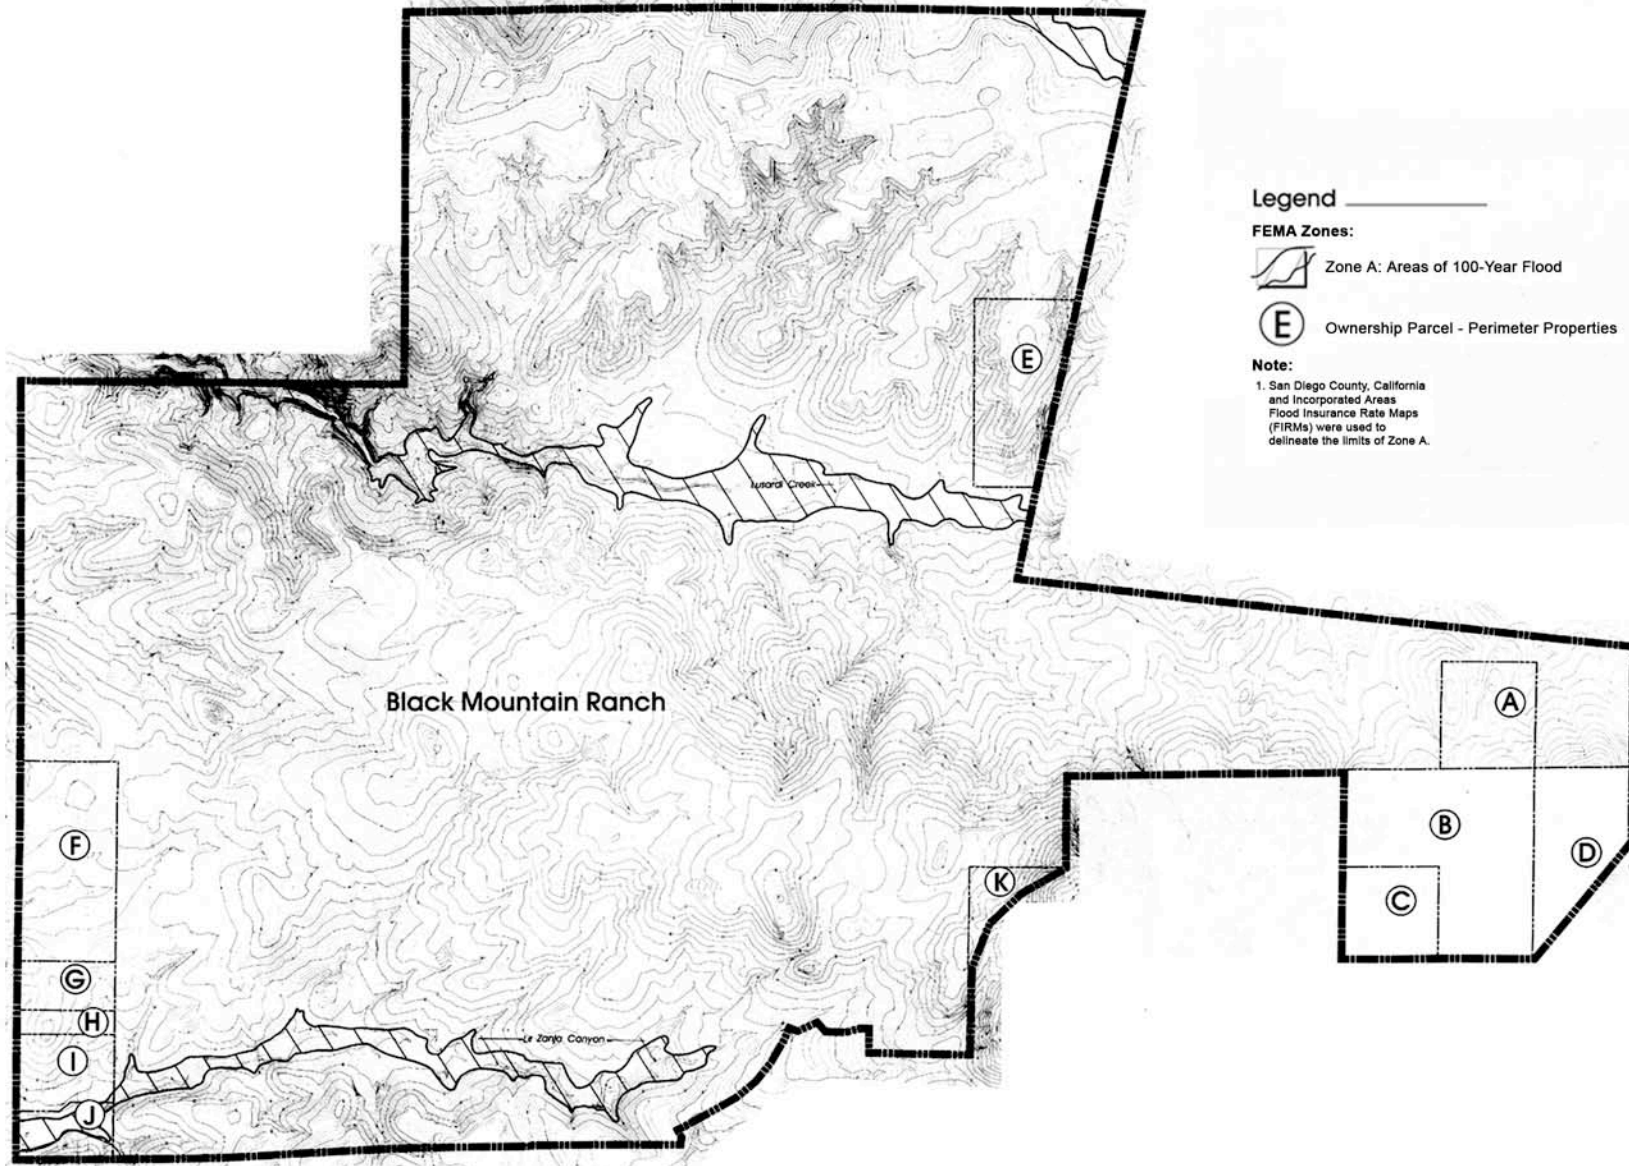 Legend
FEMA Zones:
Zone A: Areas of 100-Year Flood
E
Ownership Parcel - Perimeter Properties
Note:
1. San Diego County, California
and Incorporated Areas
Flood Insurance Rate Maps
(FIRMs) were used to
delineate the limits of Zone A.
E
Lusardi Creek
Black Mountain Ranch
A
B
F
D
K
C
G
H
Le Zanja Canyon
I
J